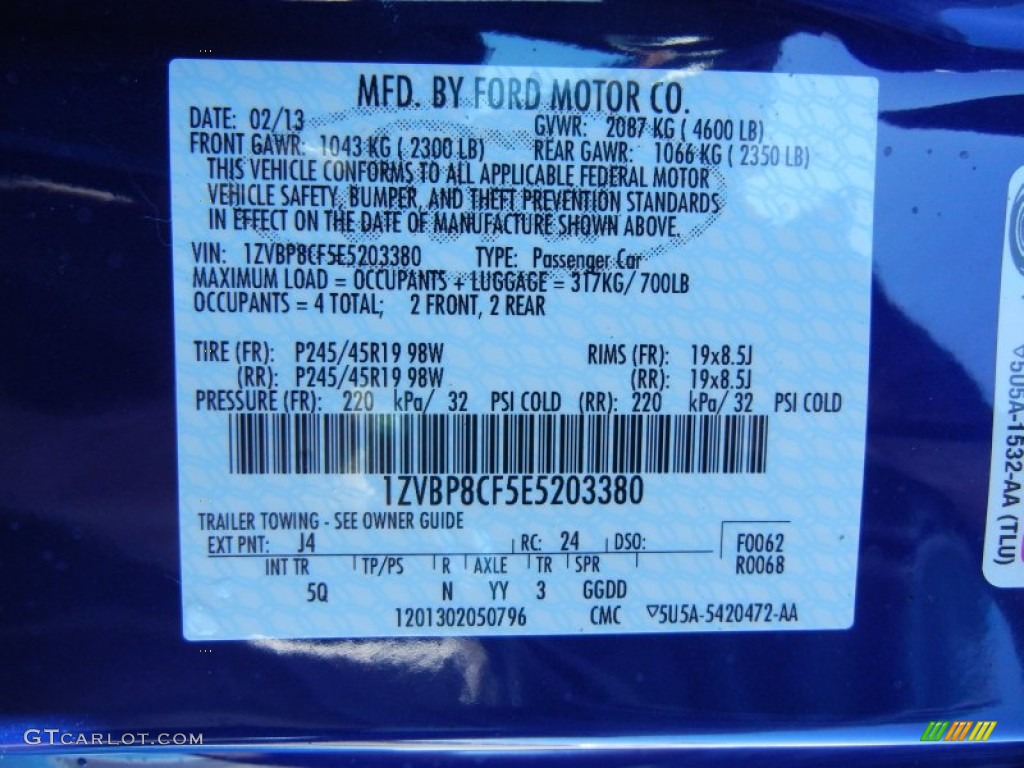 MFD. BY FORD MOTOR CO.
DATE: 02/13 GVWR: 2087 KG ( 4600 LB)
FRONT GAWR: 1043 KG ( 2300 LB) REAR GAWR: 1066 KG ( 2350 LB)
THIS VEHICLE CONFORMS TO ALL APPLICABLE FEDERAL MOTOR
VEHICLE SAFETY, BUMPER, AND THEFT PREVENTION STANDARDS
IN EFFECT ON THE DATE OF MANUFACTURE SHOWN ABOVE.
VIN: 1ZVBP8CF5E5203380 TYPE: Passenger Car
MAXIMUM LOAD = OCCUPANTS + LUGGAGE = 317KG/ 700LB
OCCUPANTS = 4 TOTAL; 2 FRONT, 2 REAR
TIRE (FR): P245/45R19 98W RIMS (FR): 19x8.5J
(RR): P245/45R19 98W (RR): 19x8.5J
PRESSURE (FR): 220 kPa/ 32 PSI COLD (RR): 220 kPa/ 32 PSI COLD
1ZVBP8CF5E5203380
TRAILER TOWING - SEE OWNER GUIDE
EXT PNT: J4 RC: 24 DSO: F0062
INT TR TP/PS R AXLE TR SPR R0068
5Q N YY 3 GGDD
1201302050796 CMC ▽5U5A-5420472-AA
▽5U5A-1532-AA (TLU)
GTCARLOT.COM